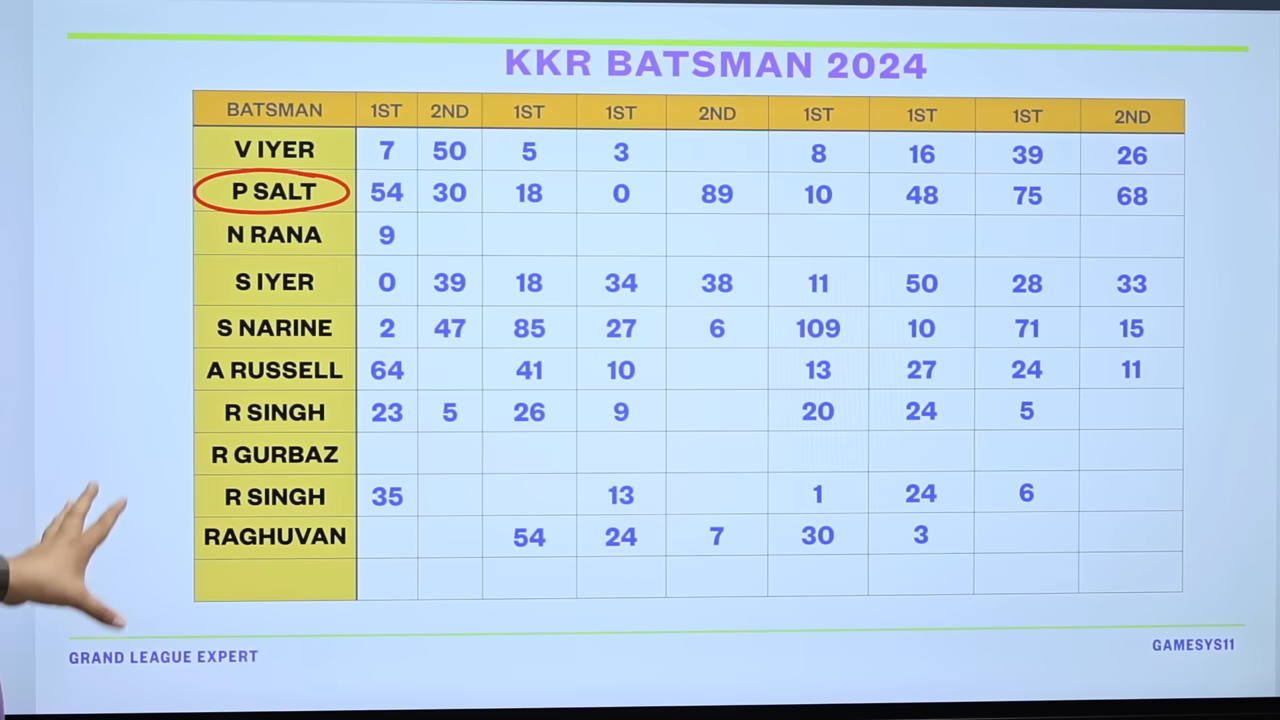 KKR BATSMAN 2024
BATSMAN 1ST 2ND 1ST 1ST 2ND 1ST 1ST 1ST 2ND
V IYER 7 50 5 3 8 16 39 26
P SALT 54 30 18 0 89 10 48 75 68
N RANA 9
S IYER 0 39 18 34 38 11 50 28 33
S NARINE 2 47 85 27 6 109 10 71 15
A RUSSELL 64 41 10 13 27 24 11
R SINGH 23 5 26 9 20 24 5
R GURBAZ
R SINGH 35 13 1 24 6
RAGHUVAN 54 24 7 30 3
GRAND LEAGUE EXPERT
GAMESYS11